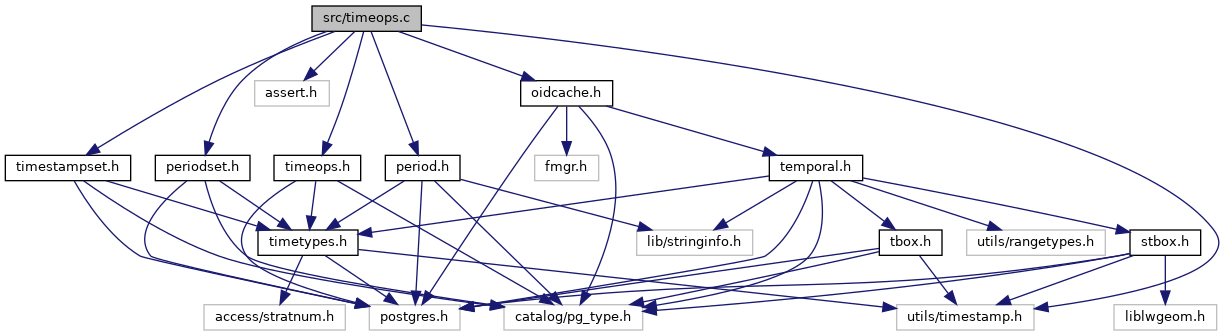 src/timeops.c
assert.h
oidcache.h
timestampset.h
periodset.h
timeops.h
period.h
fmgr.h
temporal.h
timetypes.h
lib/stringinfo.h
tbox.h
utils/rangetypes.h
stbox.h
access/stratnum.h
postgres.h
catalog/pg_type.h
utils/timestamp.h
liblwgeom.h